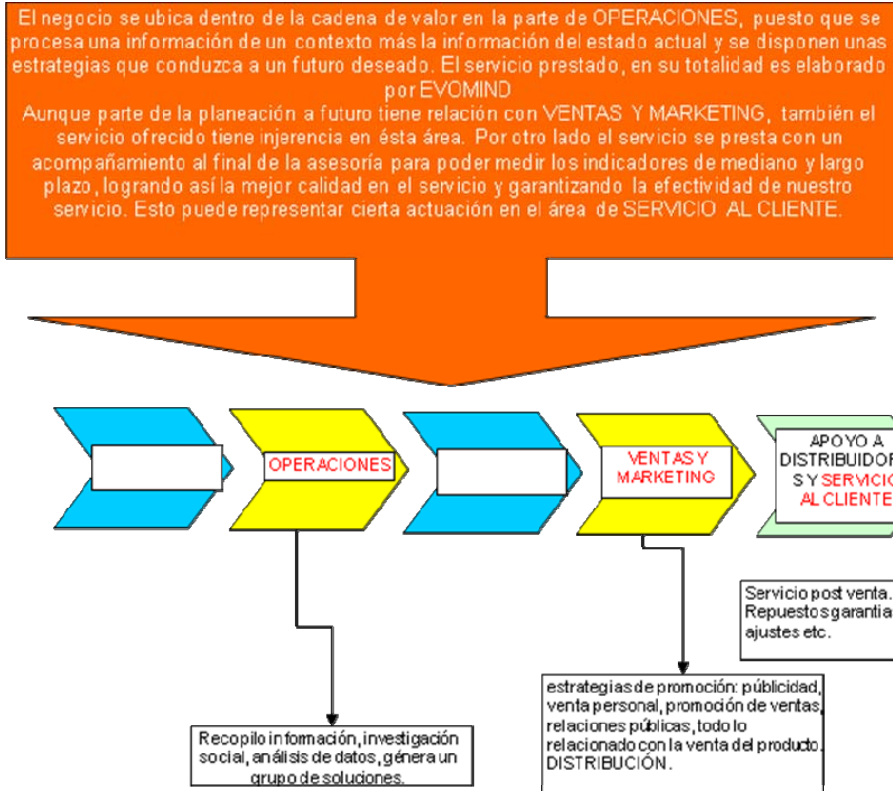 El negocio se ubica dentro de la cadena de valor en la parte de OPERACIONES, puesto que se
procesa una información de un contexto más la información del estado actual y se disponen unas
estrategias que conduzca a un futuro deseado. El servicio prestado, en su totalidad es elaborado
por EVOMIND
Aunque parte de la planeación a futuro tiene relación con VENTAS Y MARKETING, también el
servicio ofrecido tiene injerencia en ésta área. Por otro lado el servicio se presta con un
acompañamiento al final de la asesoría para poder medir los indicadores de mediano y largo
plazo, logrando así la mejor calidad en el servicio y garantizando la efectividad de nuestro
servicio. Esto puede representar cierta actuación en el área de SERVICIO AL CLIENTE.
OPERACIONES
VENTAS Y
MARKETING
APOYO A
DISTRIBUIDOR
S Y SERVICIO
AL CLIENTE
Servicio post venta.
Repuestos garantia
ajustes etc.
estrategias de promoción: públicidad,
venta personal, promoción de ventas,
relaciones públicas, todo lo
relacionado con la venta del producto.
DISTRIBUCIÓN.
Recopilo información, investigación
social, análisis de datos, génera un
grupo de soluciones.